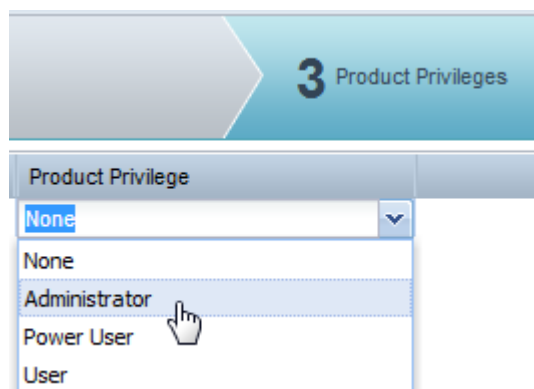 3 Product Privileges
Product Privilege
None
None
Administrator
Power User
User